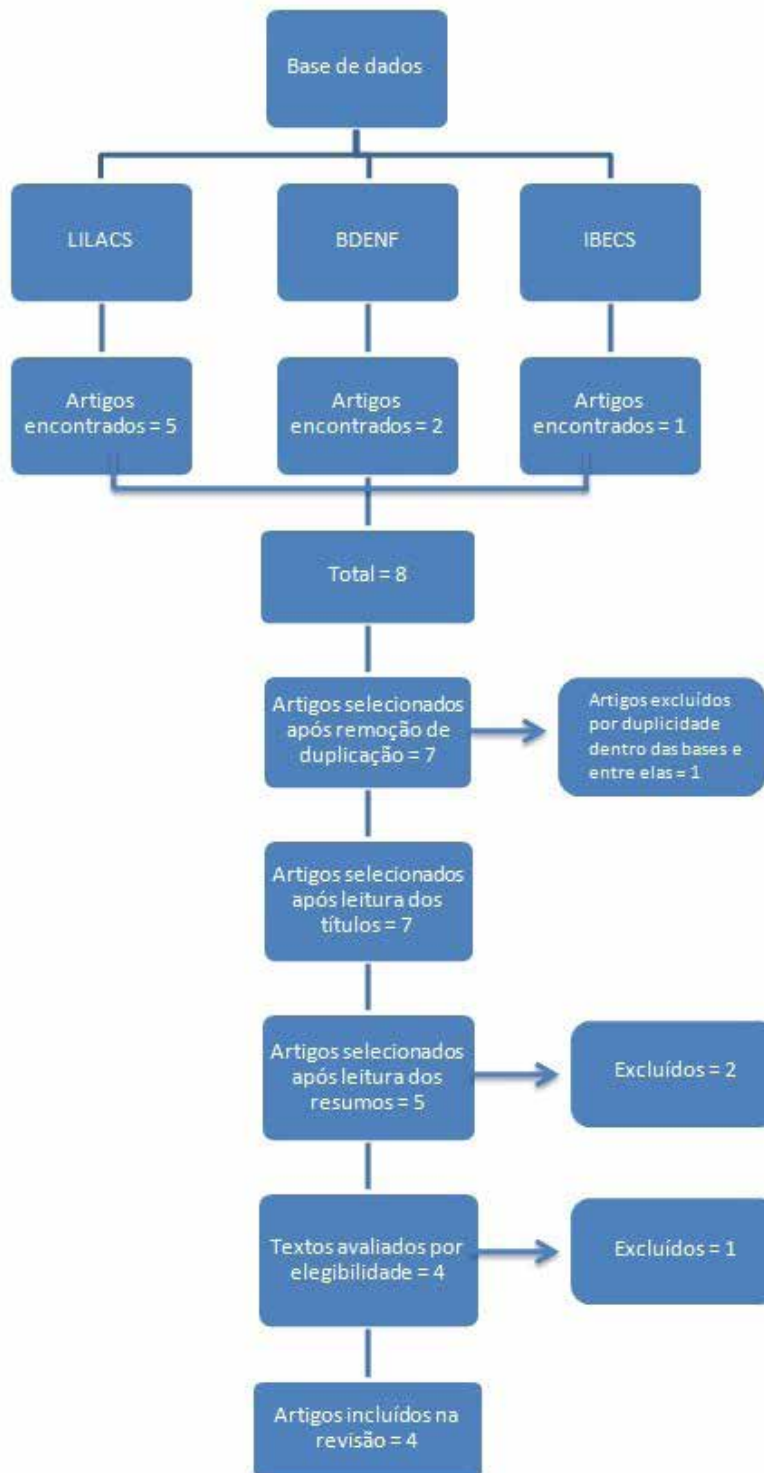 Base de dados
LILACS
BDENF
IBECS
Artigos
encontrados = 5
Artigos
encontrados = 2
Artigos
encontrados = 1
Total = 8
Artigos selecionados
após remoção de
duplicação = 7
Artigos excluídos
por duplicidade
dentro das bases e
entre elas = 1
Artigos selecionados
após leitura dos
títulos = 7
Artigos selecionados
após leitura dos
resumos = 5
Excluídos = 2
Textos avaliados por
elegibilidade = 4
Excluídos = 1
Artigos incluídos na
revisão = 4